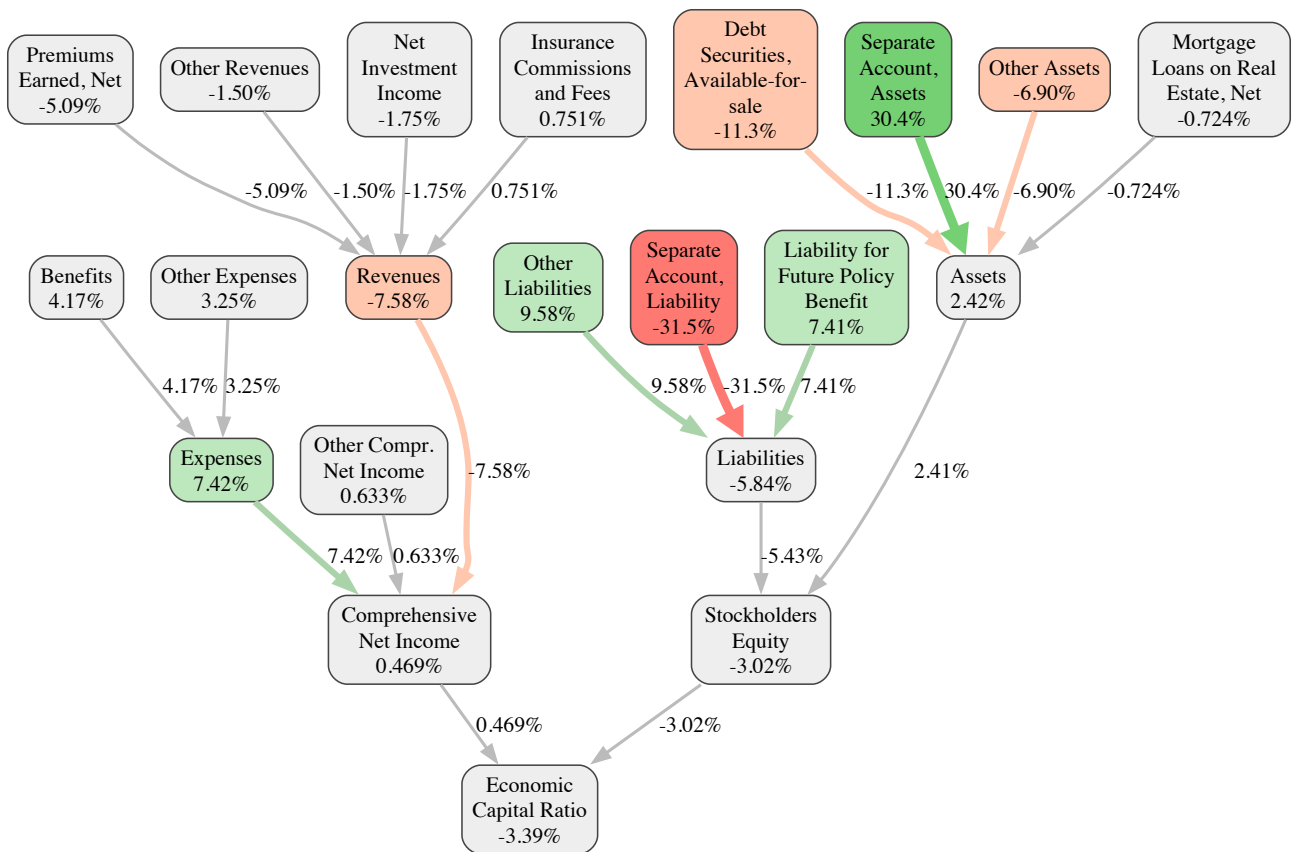 Premiums
Earned, Net
-5.09%
Other Revenues
-1.50%
Net
Investment
Income
-1.75%
Insurance
Commissions
and Fees
0.751%
Debt
Securities,
Available-for-
sale
-11.3%
Separate
Account,
Assets
30.4%
Other Assets
-6.90%
Mortgage
Loans on Real
Estate, Net
-0.724%
-5.09%
-1.50%
-1.75%
0.751%
-11.3%
30.4%
-6.90%
-0.724%
Benefits
4.17%
Other Expenses
3.25%
Revenues
-7.58%
Other
Liabilities
9.58%
Separate
Account,
Liability
-31.5%
Liability for
Future Policy
Benefit
7.41%
Assets
2.42%
4.17%
3.25%
9.58%
-31.5%
7.41%
Expenses
7.42%
Other Compr.
Net Income
0.633%
-7.58%
Liabilities
-5.84%
2.41%
7.42%
0.633%
-5.43%
Comprehensive
Net Income
0.469%
Stockholders
Equity
-3.02%
0.469%
-3.02%
Economic
Capital Ratio
-3.39%